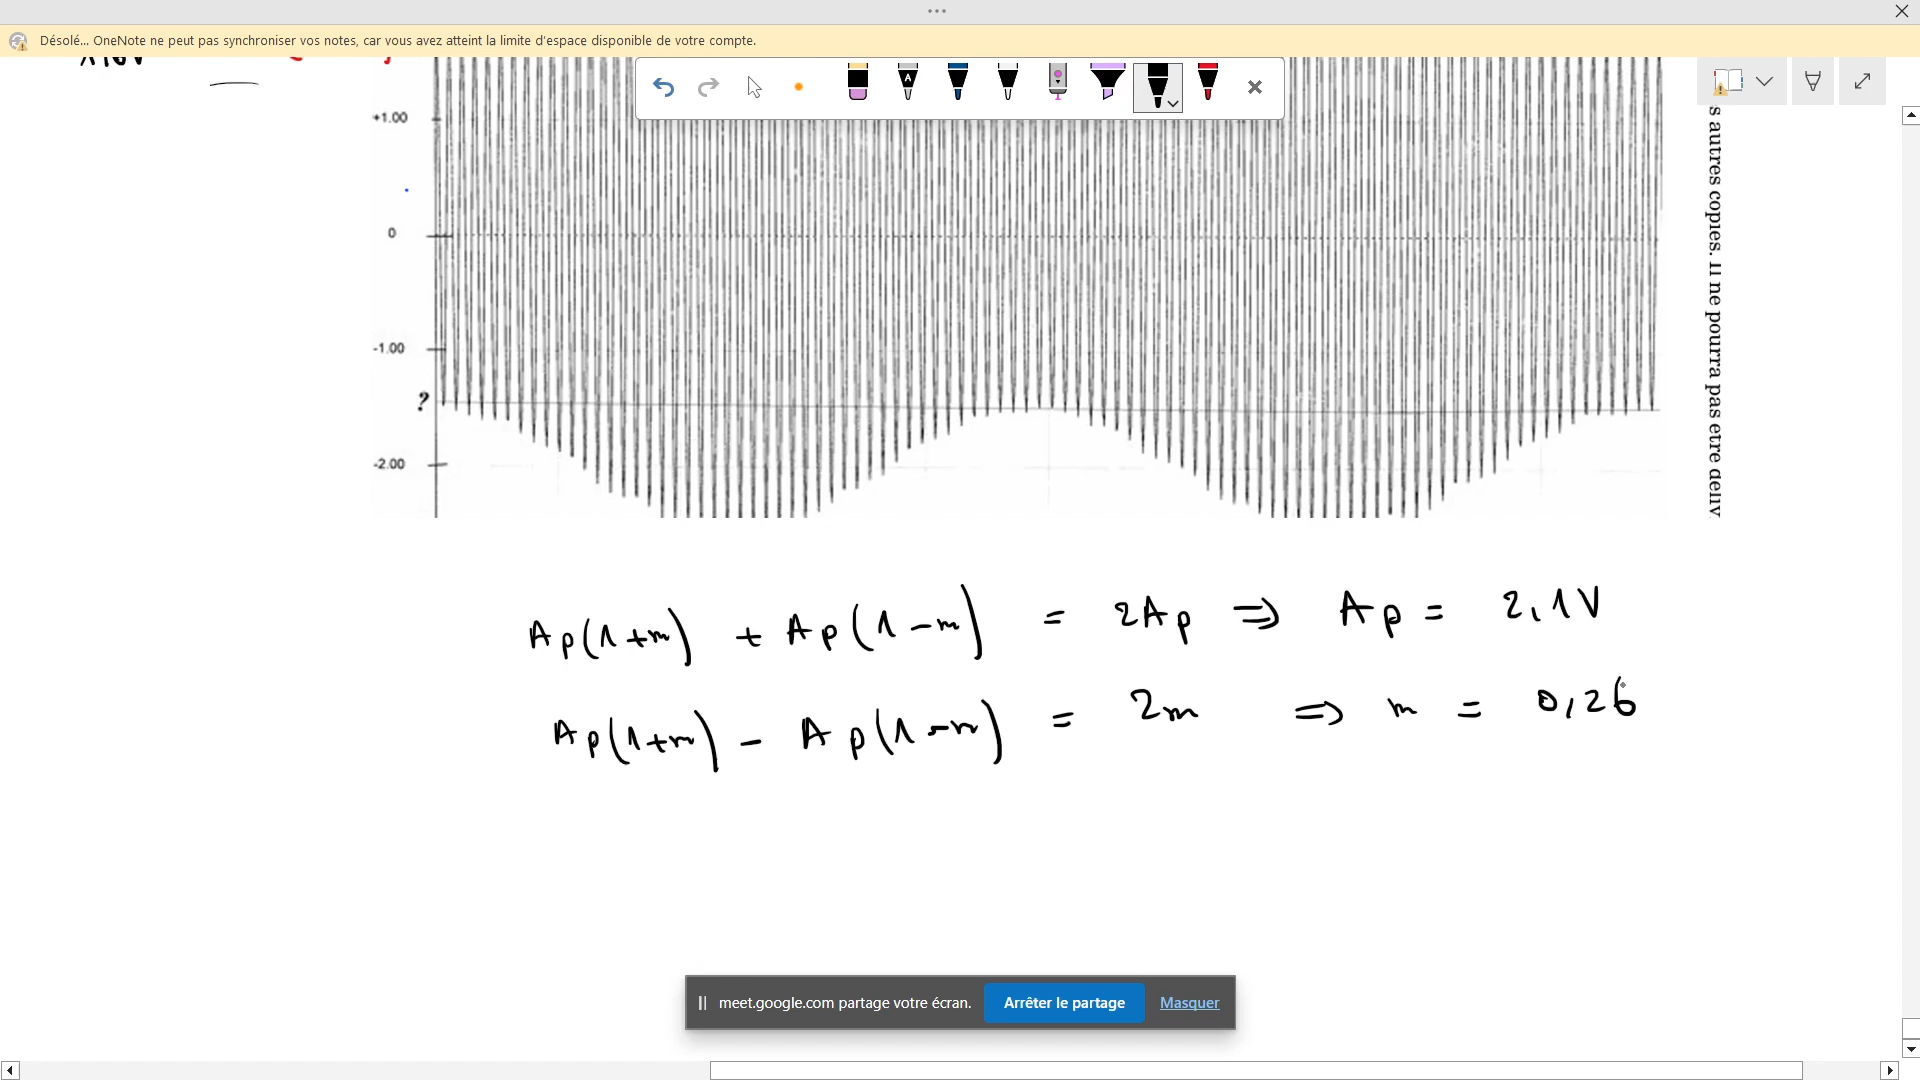 Désolé... OneNote ne peut pas synchroniser vos notes, car vous avez atteint la limite d'espace disponible de votre compte.
A
+1.00
0
-1.00
?
-2.00
s autres copies. Il ne pourra pas être déliv
Ap(1+m) + Ap(1-m) = 2Ap => Ap = 2,1V
Ap(1+m) - Ap(1-m) = 2m => m = 0,26
meet.google.com partage votre écran.
Arrêter le partage
Masquer